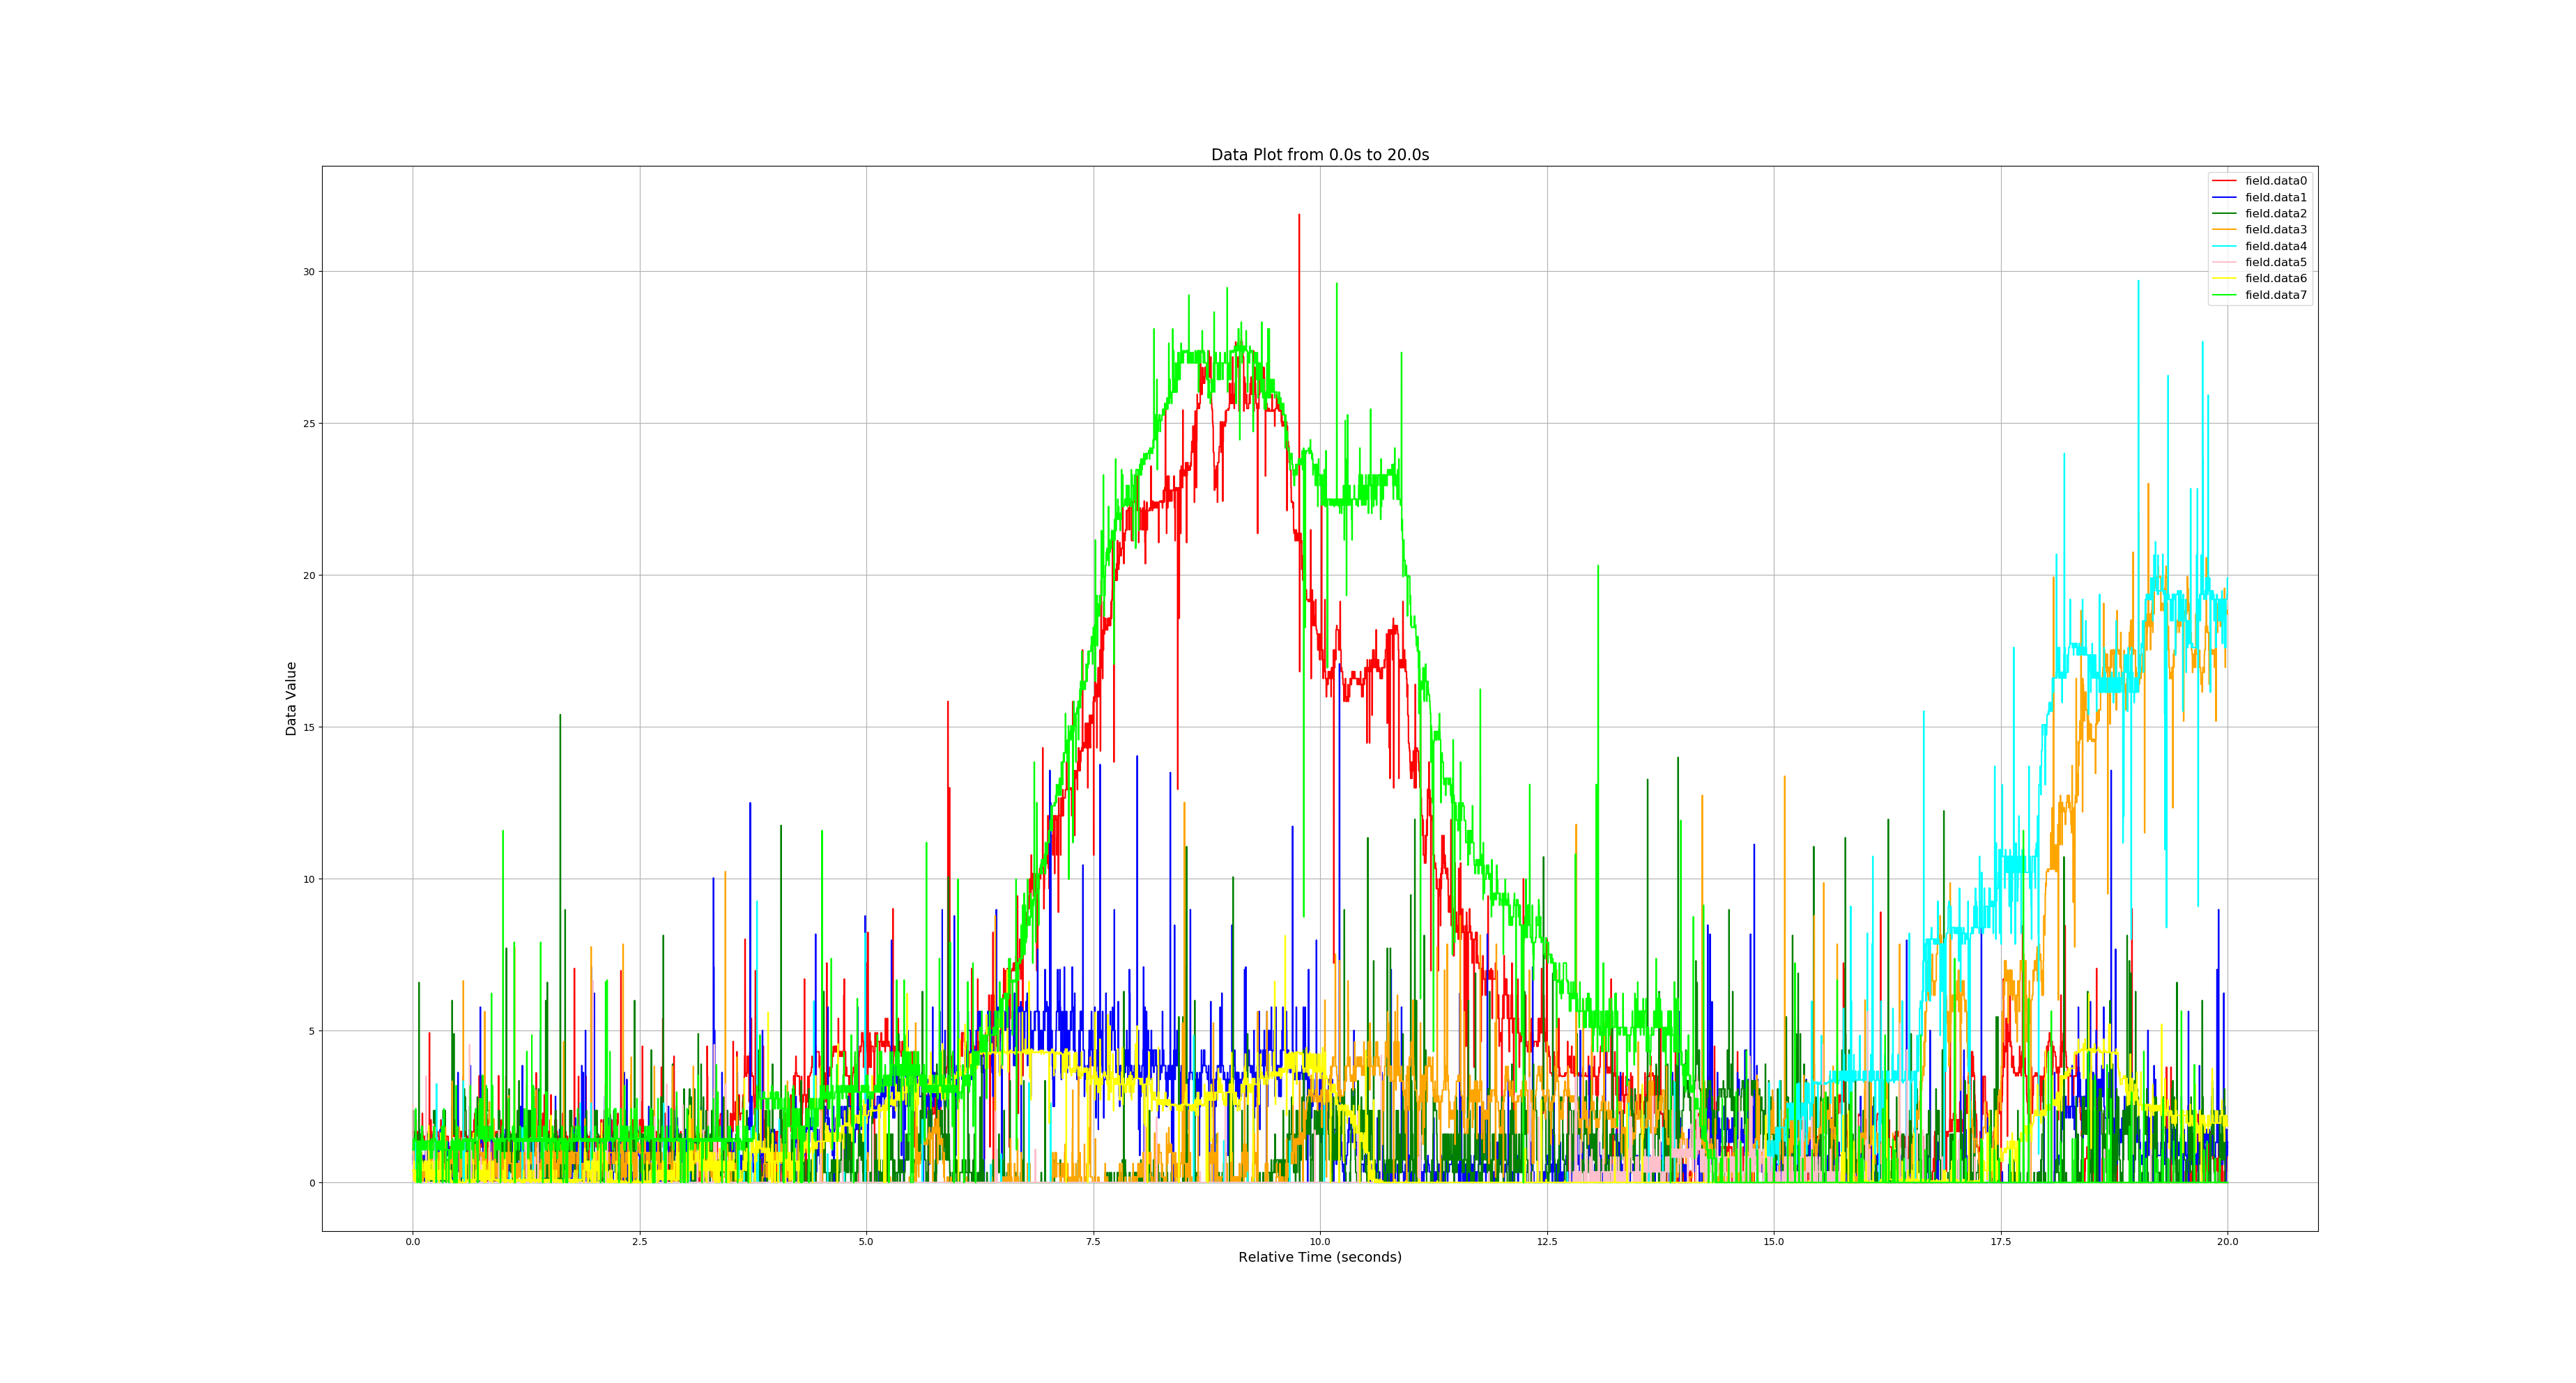 Data Plot from 0.0s to 20.0s
field.data0
field.data1
field.data2
field.data3
field.data4
field.data5
field.data6
field.data7
30
25
20
15
10
5
0
Data Value
0.0 2.5 5.0 7.5 10.0 12.5 15.0 17.5 20.0
Relative Time (seconds)